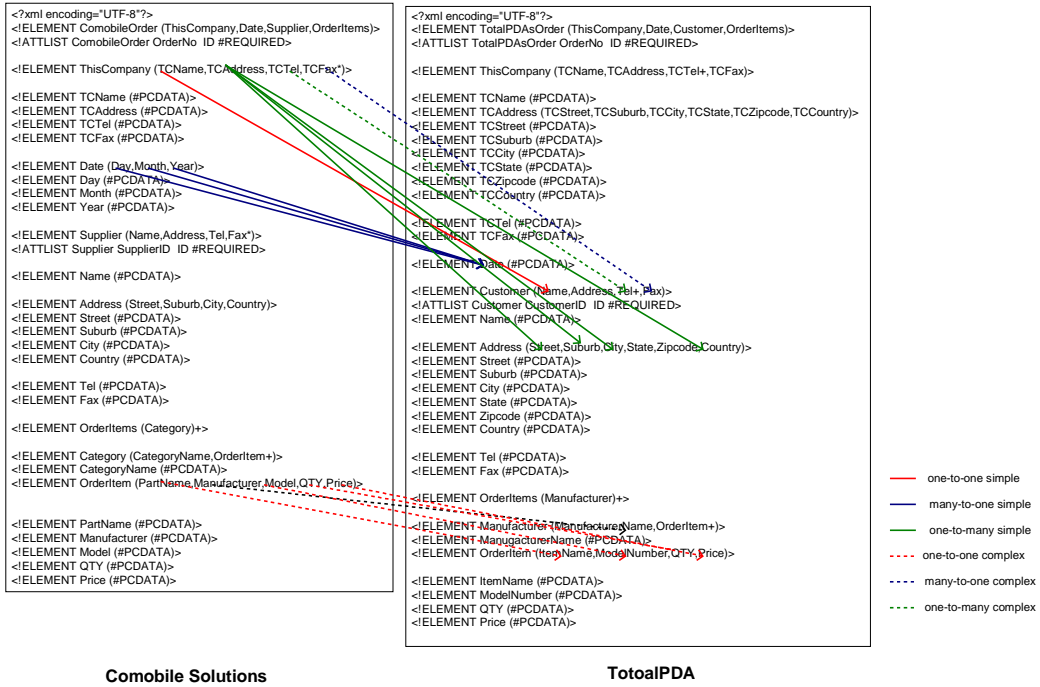 <?xml encoding="UTF-8"?>
<!ELEMENT ComobileOrder (ThisCompany,Date,Supplier,OrderItems)>
<!ATTLIST ComobileOrder OrderNo ID #REQUIRED>
<!ELEMENT ThisCompany (TCName,TCAddress,TCTel,TCFax*)>
<!ELEMENT TCName (#PCDATA)>
<!ELEMENT TCAddress (#PCDATA)>
<!ELEMENT TCTel (#PCDATA)>
<!ELEMENT TCFax (#PCDATA)>
<!ELEMENT Date (Day,Month,Year)>
<!ELEMENT Day (#PCDATA)>
<!ELEMENT Month (#PCDATA)>
<!ELEMENT Year (#PCDATA)>
<!ELEMENT Supplier (Name,Address,Tel,Fax*)>
<!ATTLIST Supplier SupplierID ID #REQUIRED>
<!ELEMENT Name (#PCDATA)>
<!ELEMENT Address (Street,Suburb,City,Country)>
<!ELEMENT Street (#PCDATA)>
<!ELEMENT Suburb (#PCDATA)>
<!ELEMENT City (#PCDATA)>
<!ELEMENT Country (#PCDATA)>
<!ELEMENT Tel (#PCDATA)>
<!ELEMENT Fax (#PCDATA)>
<!ELEMENT OrderItems (Category)+>
<!ELEMENT Category (CategoryName,OrderItem+)>
<!ELEMENT CategoryName (#PCDATA)>
<!ELEMENT OrderItem (PartName,Manufacturer,Model,QTY,Price)>
<!ELEMENT PartName (#PCDATA)>
<!ELEMENT Manufacturer (#PCDATA)>
<!ELEMENT Model (#PCDATA)>
<!ELEMENT QTY (#PCDATA)>
<!ELEMENT Price (#PCDATA)>
Comobile Solutions
<?xml encoding="UTF-8"?>
<!ELEMENT TotalPDAsOrder (ThisCompany,Date,Customer,OrderItems)>
<!ATTLIST TotalPDAsOrder OrderNo ID #REQUIRED>
<!ELEMENT ThisCompany (TCName,TCAddress,TCTel+,TCFax)>
<!ELEMENT TCName (#PCDATA)>
<!ELEMENT TCAddress (TCStreet,TCSuburb,TCCity,TCState,TCZipcode,TCCountry)>
<!ELEMENT TCStreet (#PCDATA)>
<!ELEMENT TCSuburb (#PCDATA)>
<!ELEMENT TCCity (#PCDATA)>
<!ELEMENT TCState (#PCDATA)>
<!ELEMENT TCZipcode (#PCDATA)>
<!ELEMENT TCCountry (#PCDATA)>
<!ELEMENT TCTel (#PCDATA)>
<!ELEMENT TCFax (#PCDATA)>
<!ELEMENT Date (#PCDATA)>
<!ELEMENT Customer (Name,Address,Tel+,Fax)>
<!ATTLIST Customer CustomerID ID #REQUIRED>
<!ELEMENT Name (#PCDATA)>
<!ELEMENT Address (Street,Suburb,City,State,Zipcode,Country)>
<!ELEMENT Street (#PCDATA)>
<!ELEMENT Suburb (#PCDATA)>
<!ELEMENT City (#PCDATA)>
<!ELEMENT State (#PCDATA)>
<!ELEMENT Zipcode (#PCDATA)>
<!ELEMENT Country (#PCDATA)>
<!ELEMENT Tel (#PCDATA)>
<!ELEMENT Fax (#PCDATA)>
<!ELEMENT OrderItems (Manufacturer)+>
<!ELEMENT Manufacturer (ManufacturerName,OrderItem+)>
<!ELEMENT ManugacturerName (#PCDATA)>
<!ELEMENT OrderItem (ItemName,ModelNumber,QTY,Price)>
<!ELEMENT ItemName (#PCDATA)>
<!ELEMENT ModelNumber (#PCDATA)>
<!ELEMENT QTY (#PCDATA)>
<!ELEMENT Price (#PCDATA)>
TotoalPDA
one-to-one simple
many-to-one simple
one-to-many simple
one-to-one complex
many-to-one complex
one-to-many complex